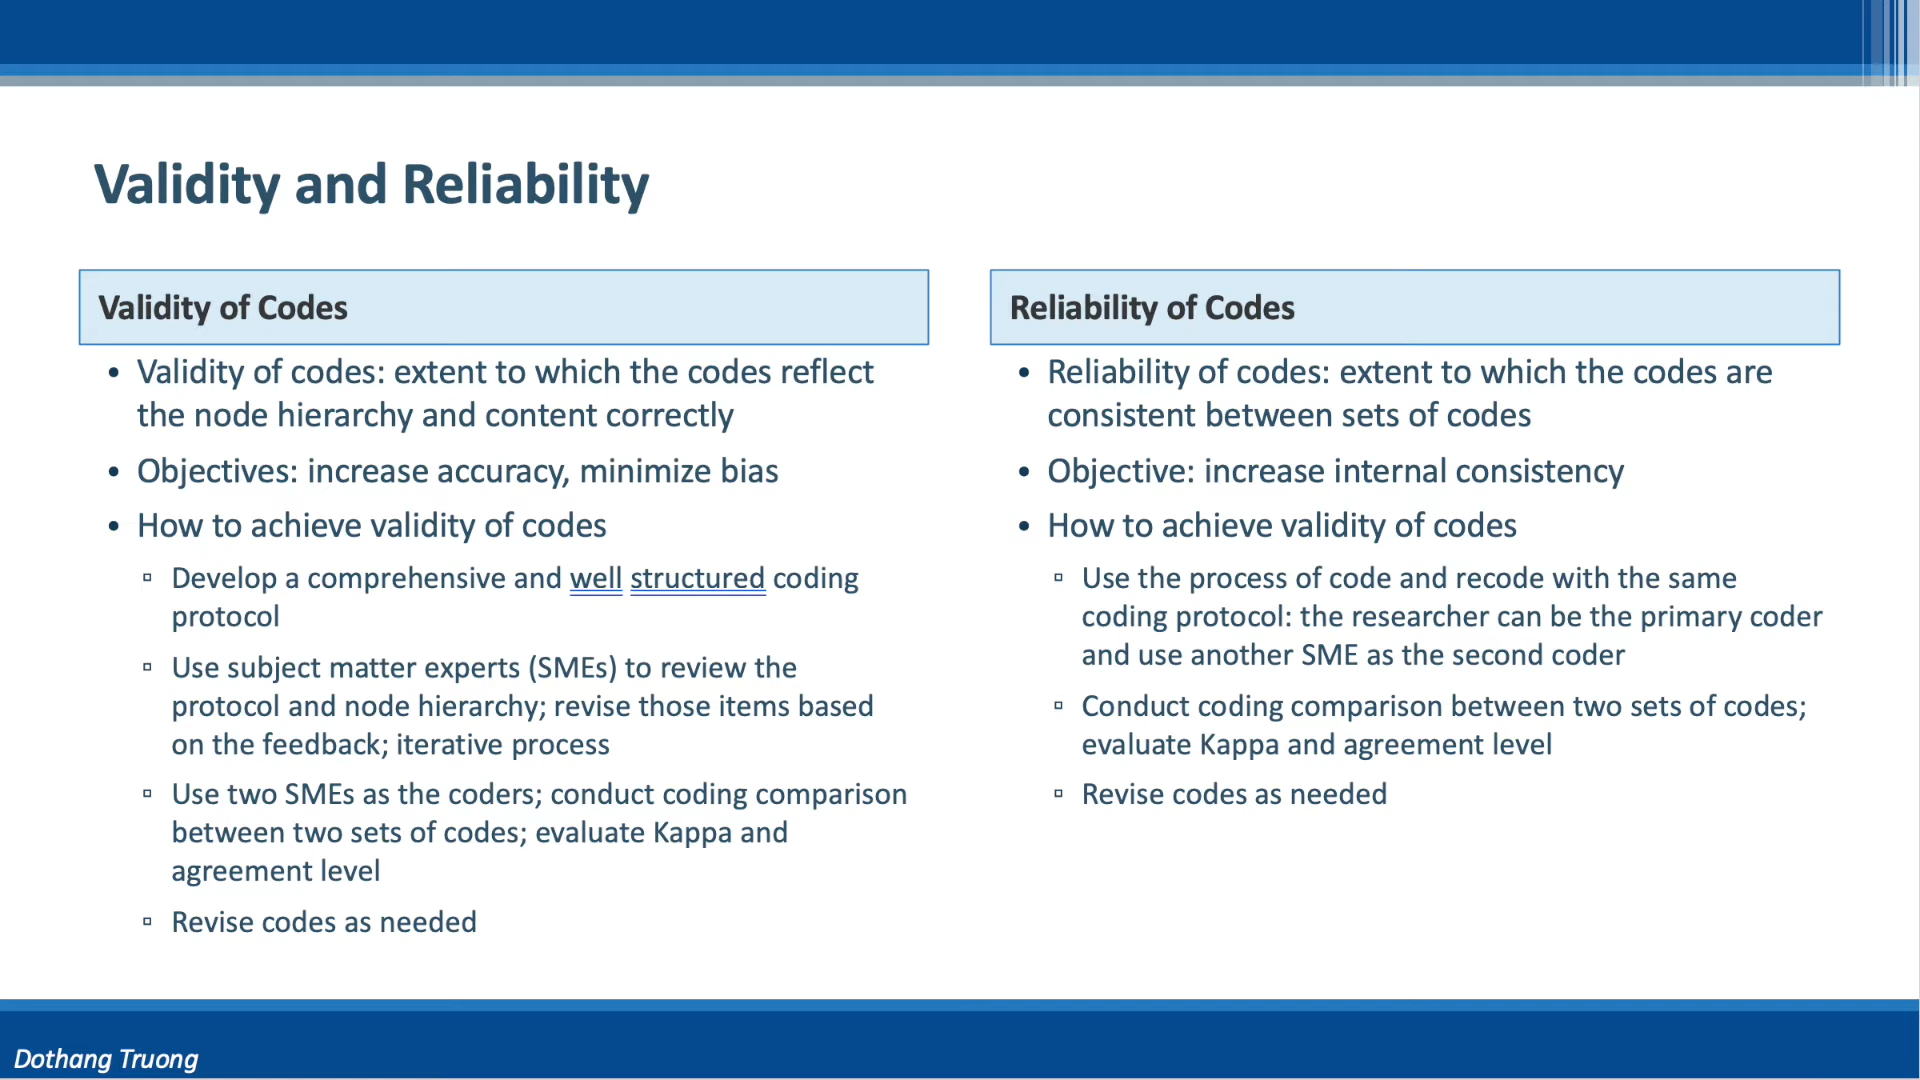 Validity and Reliability
Validity of Codes
• Validity of codes: extent to which the codes reflect
the node hierarchy and content correctly
• Objectives: increase accuracy, minimize bias
• How to achieve validity of codes
▫ Develop a comprehensive and well structured coding
protocol
▫ Use subject matter experts (SMEs) to review the
protocol and node hierarchy; revise those items based
on the feedback; iterative process
▫ Use two SMEs as the coders; conduct coding comparison
between two sets of codes; evaluate Kappa and
agreement level
▫ Revise codes as needed
Reliability of Codes
• Reliability of codes: extent to which the codes are
consistent between sets of codes
• Objective: increase internal consistency
• How to achieve validity of codes
▫ Use the process of code and recode with the same
coding protocol: the researcher can be the primary coder
and use another SME as the second coder
▫ Conduct coding comparison between two sets of codes;
evaluate Kappa and agreement level
▫ Revise codes as needed
Dothang Truong